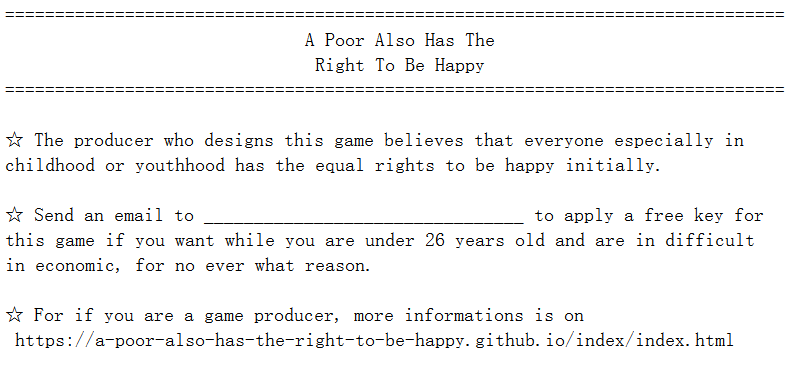 ==============================================================================
A Poor Also Has The
Right To Be Happy
==============================================================================
☆ The producer who designs this game believes that everyone especially in
childhood or youthhood has the equal rights to be happy initially.
☆ Send an email to ________________________________ to apply a free key for
this game if you want while you are under 26 years old and are in difficult
in economic, for no ever what reason.
☆ For if you are a game producer, more informations is on
https://a-poor-also-has-the-right-to-be-happy.github.io/index/index.html